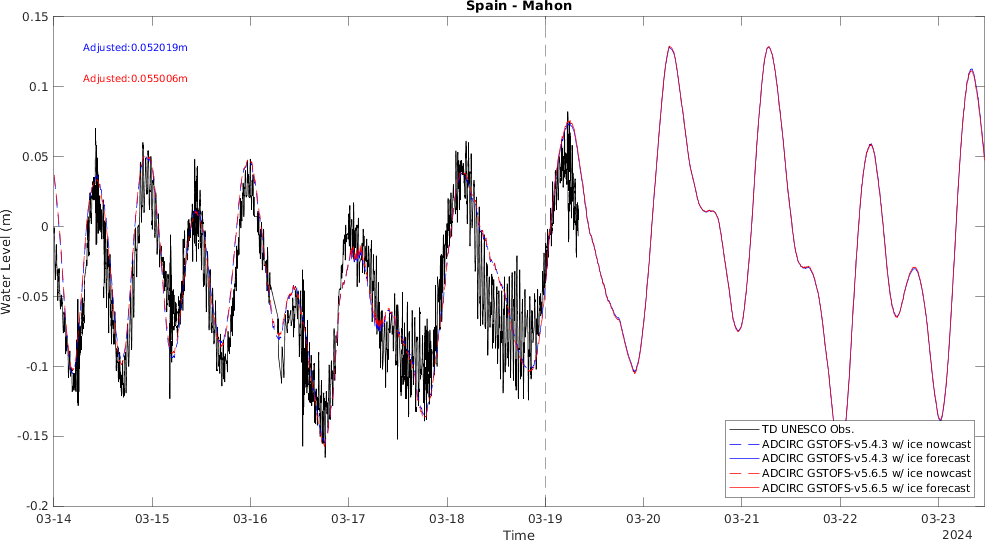 Spain - Mahon
Adjusted:0.052019m
Adjusted:0.055006m
0.15
0.1
0.05
0
-0.05
-0.1
-0.15
-0.2
Water Level (m)
TD UNESCO Obs.
ADCIRC GSTOFS-v5.4.3 w/ ice nowcast
ADCIRC GSTOFS-v5.4.3 w/ ice forecast
ADCIRC GSTOFS-v5.6.5 w/ ice nowcast
ADCIRC GSTOFS-v5.6.5 w/ ice forecast
03-14 03-15 03-16 03-17 03-18 03-19 03-20 03-21 03-22 03-23
Time
2024